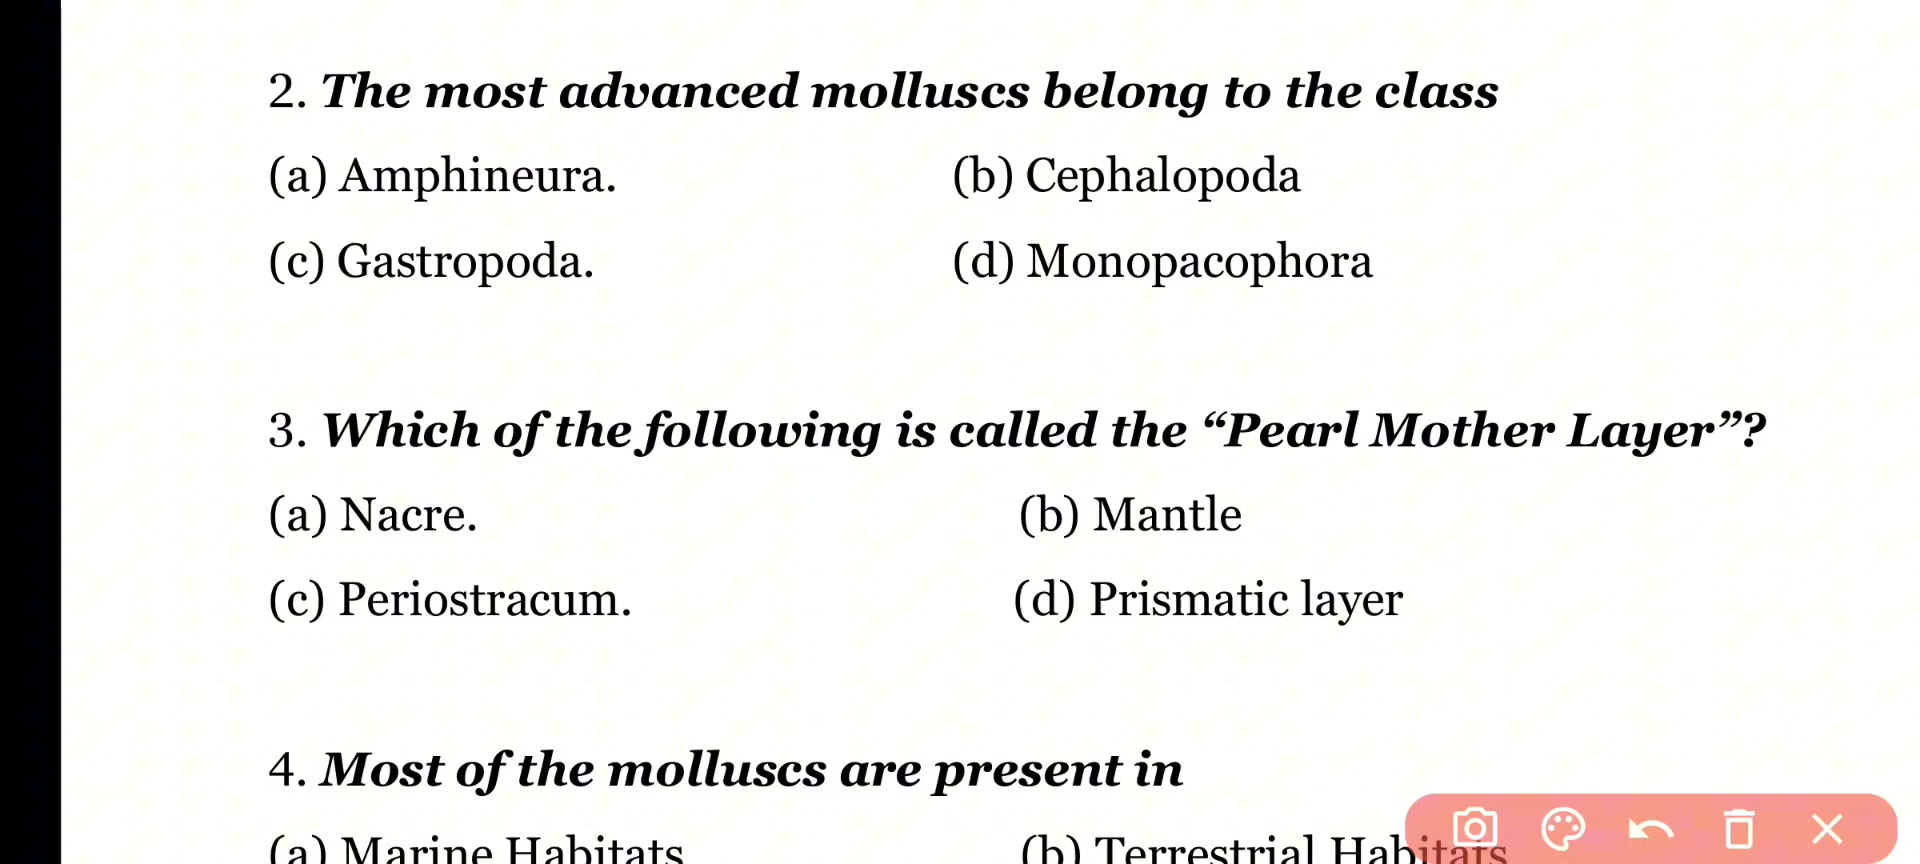 2. The most advanced molluscs belong to the class
(a) Amphineura. (b) Cephalopoda
(c) Gastropoda. (d) Monopacophora
3. Which of the following is called the “Pearl Mother Layer”?
(a) Nacre. (b) Mantle
(c) Periostracum. (d) Prismatic layer
4. Most of the molluscs are present in
(a) Marine Habitats (b) Terrestrial Habitats